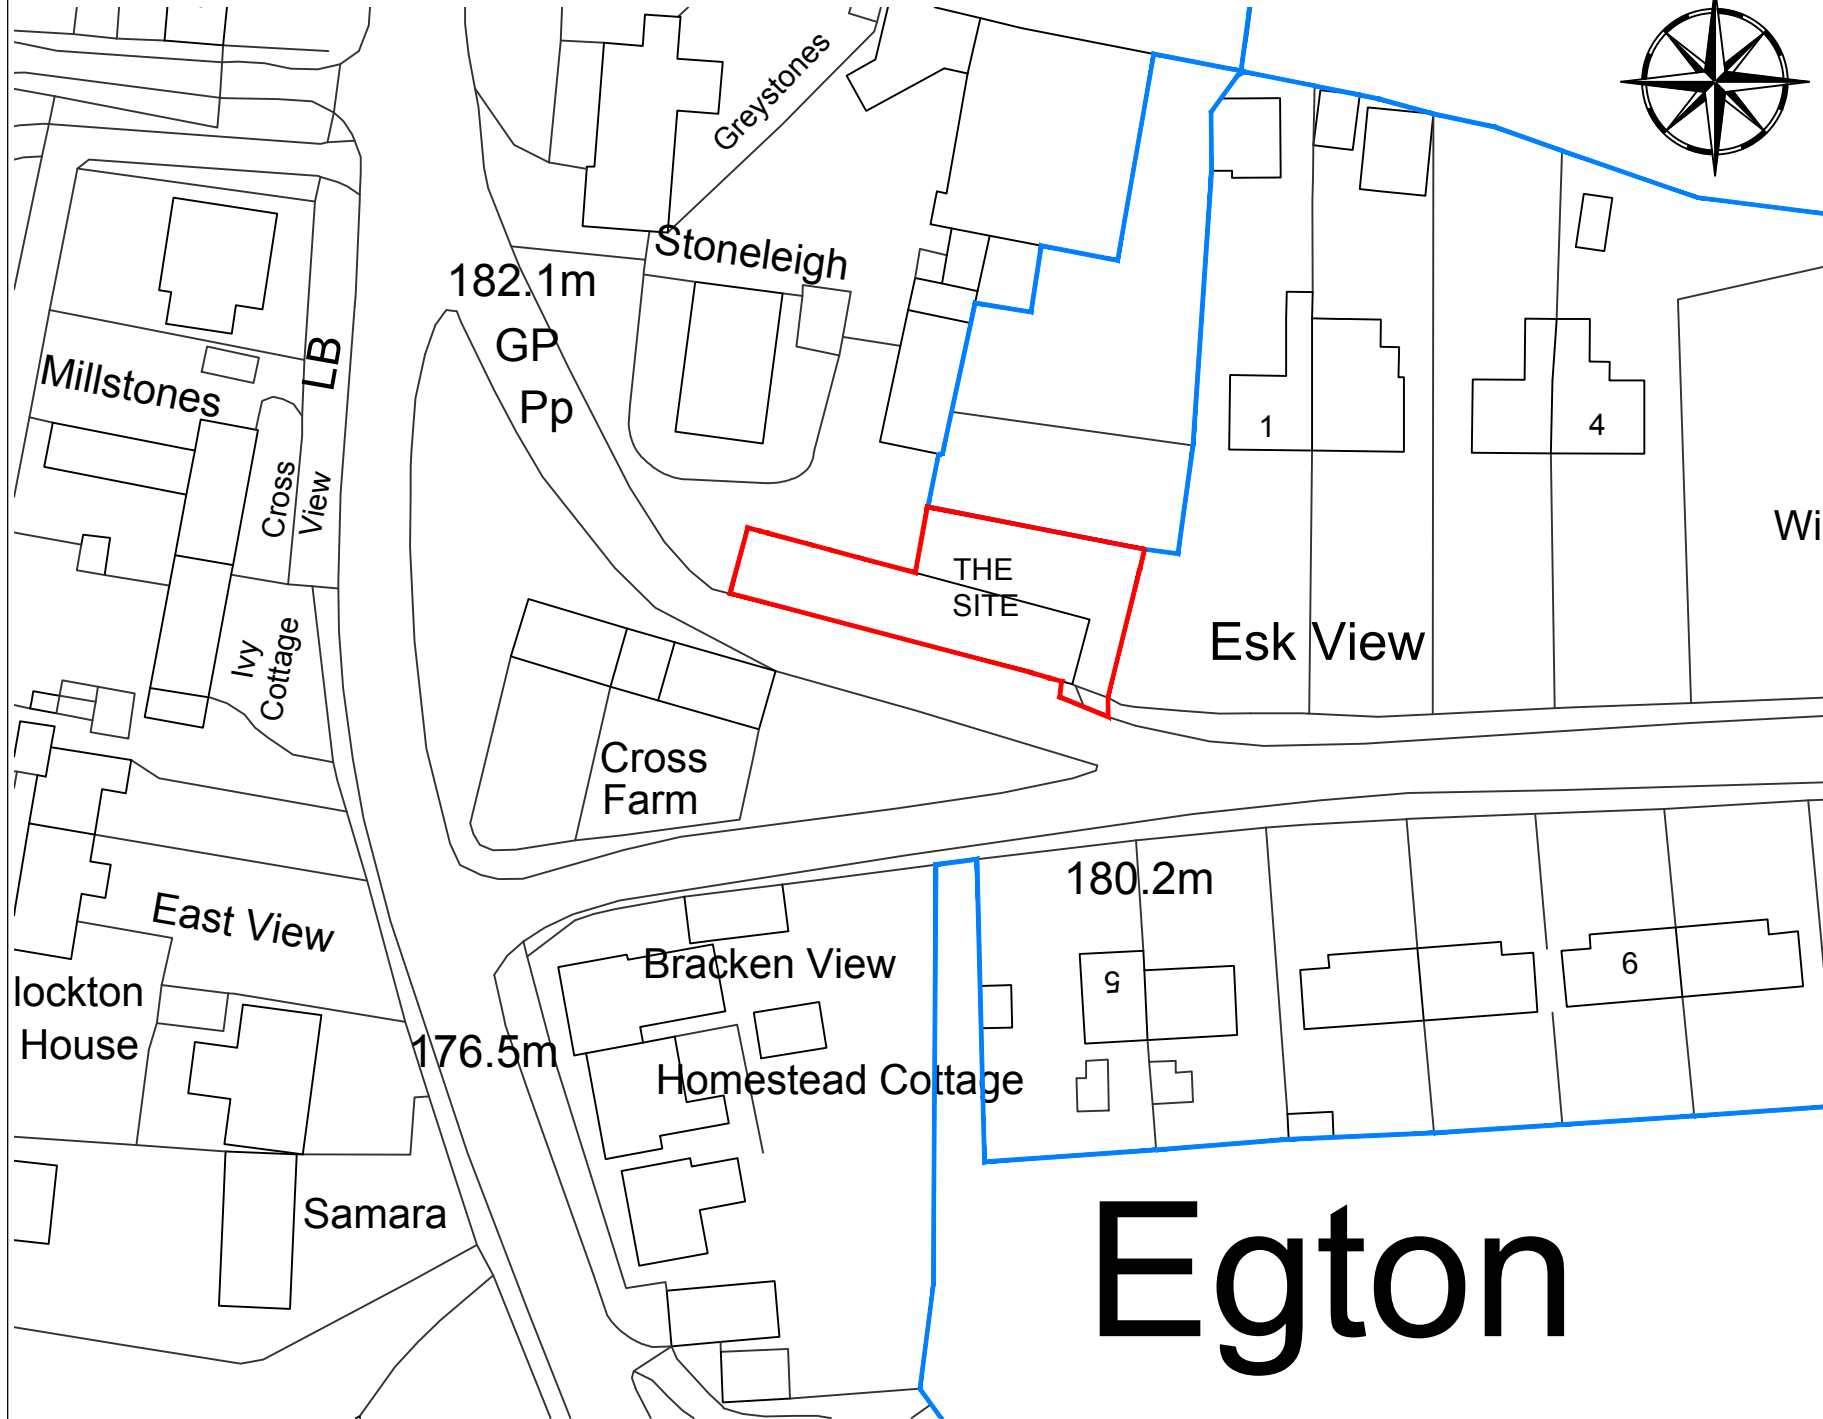 Greystones
Stoneleigh
182.1m
GP
Pp
LB
Millstones
1
4
Cross
View
Wi
THE
SITE
Esk View
Ivy
Cottage
Cross
Farm
180.2m
East View
Bracken View
5
6
lockton
House
176.5m
Homestead Cottage
Samara
Egton